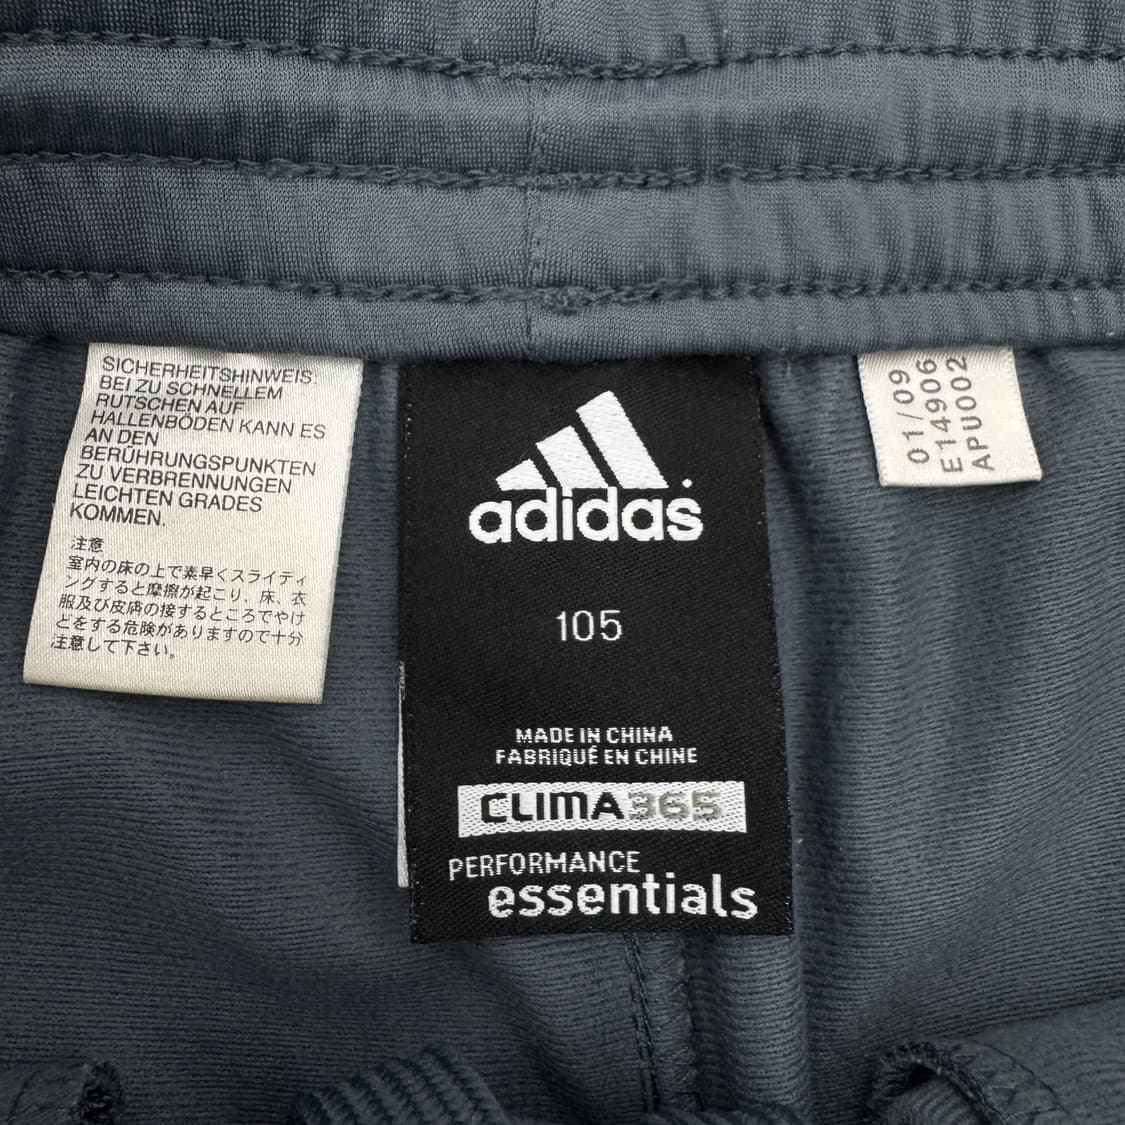 SICHERHEITSHINWEIS:
BEI ZU SCHNELLEM
RUTSCHEN AUF
HALLENBÖDEN KANN ES
AN DEN
BERÜHRUNGSPUNKTEN
ZU VERBRENNUNGEN
LEICHTEN GRADES
KOMMEN.
注意
室内の床の上で素早くスライディ
ングすると摩擦が起こり、床、衣
服及び皮膚の接するところでやけ
どをする危険がありますので十分
注意して下さい。
adidas
105
MADE IN CHINA
FABRIQUÉ EN CHINE
CLIMA365
PERFORMANCE
essentials
01/09
E14906
APU002